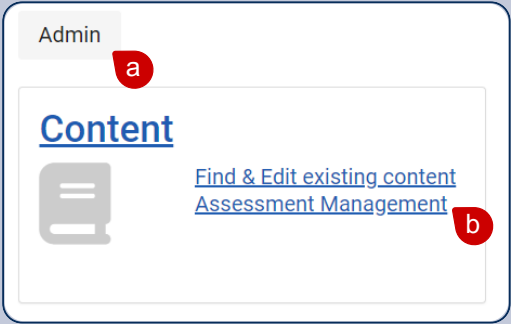 Admin
a
Content
Find & Edit existing content
Assessment Management
b